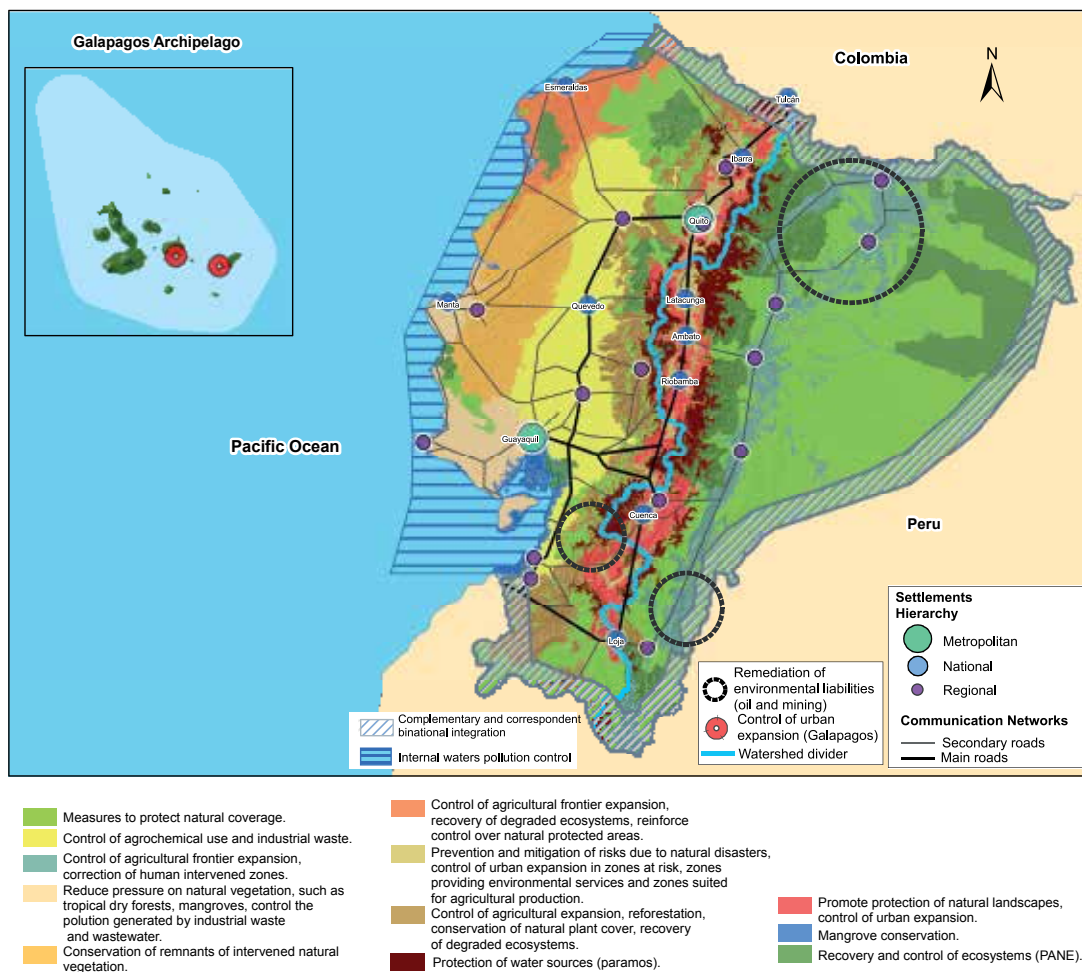 Galapagos Archipelago
Colombia
N
Esmeraldas
Tulcán
Ibarra
Quito
Manta
Quevedo
Latacunga
Ambato
Riobamba
Guayaquil
Pacific Ocean
Cuenca
Peru
Loja
Settlements
Hierarchy
Metropolitan
National
Regional
Communication Networks
Secondary roads
Main roads
Remediation of
environmental liabilities
(oil and mining)
Control of urban
expansion (Galapagos)
Watershed divider
Complementary and correspondent
binational integration
Internal waters pollution control
Measures to protect natural coverage.
Control of agrochemical use and industrial waste.
Control of agricultural frontier expansion,
correction of human intervened zones.
Reduce pressure on natural vegetation, such as
tropical dry forests, mangroves, control the
polution generated by industrial waste
and wastewater.
Conservation of remnants of intervened natural
vegetation.
Control of agricultural frontier expansion,
recovery of degraded ecosystems, reinforce
control over natural protected areas.
Prevention and mitigation of risks due to natural disasters,
control of urban expansion in zones at risk, zones
providing environmental services and zones suited
for agricultural production.
Control of agricultural expansion, reforestation,
conservation of natural plant cover, recovery
of degraded ecosystems.
Protection of water sources (paramos).
Promote protection of natural landscapes,
control of urban expansion.
Mangrove conservation.
Recovery and control of ecosystems (PANE).